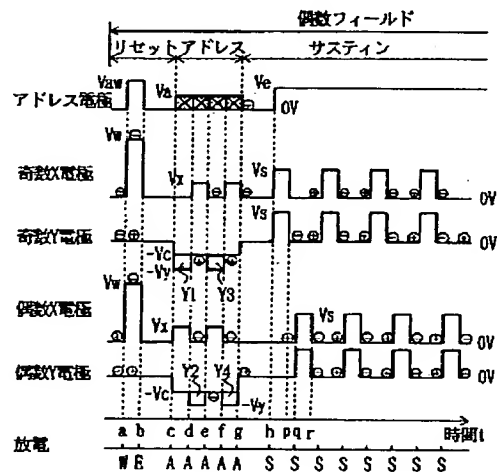 偶数フィールド
リセット アドレス サスティン
Vaw Va Ve
アドレス電極 0V
Vw
奇数X電極 Vx Vs 0V
Vs
奇数Y電極 0V
-Vc
-Vy Y1 Y3
Vw
偶数X電極 Vx Vs 0V
偶数Y電極 Y2 Y4 0V
-Vc -Vy
a b c d e f g h p q r 時間t
放電
W E A A A A S S S S S S S S